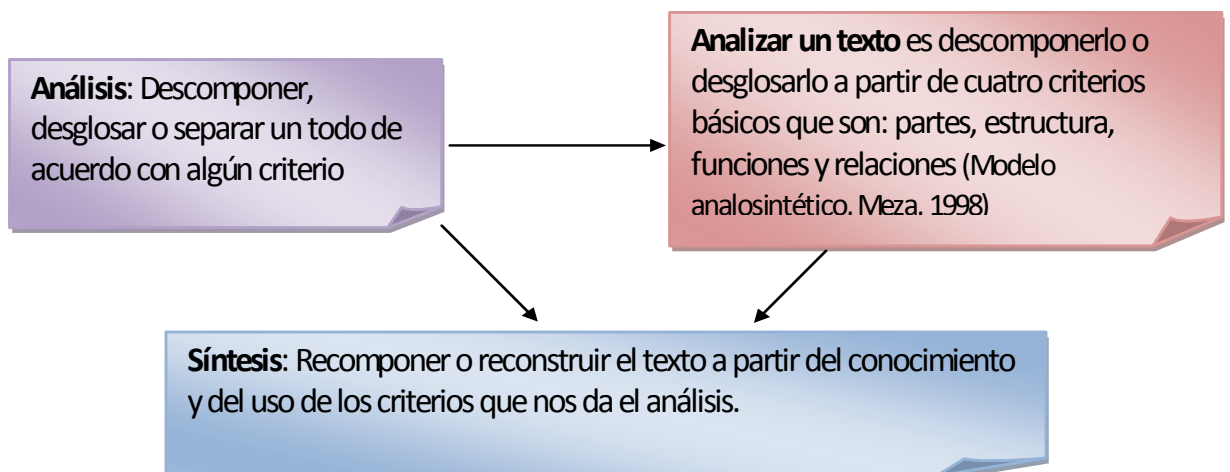 Análisis: Descomponer,
desglosar o separar un todo de
acuerdo con algún criterio
Analizar un texto es descomponerlo o
desglosarlo a partir de cuatro criterios
básicos que son: partes, estructura,
funciones y relaciones (Modelo
analosintético. Meza. 1998)
Síntesis: Recomponer o reconstruir el texto a partir del conocimiento
y del uso de los criterios que nos da el análisis.